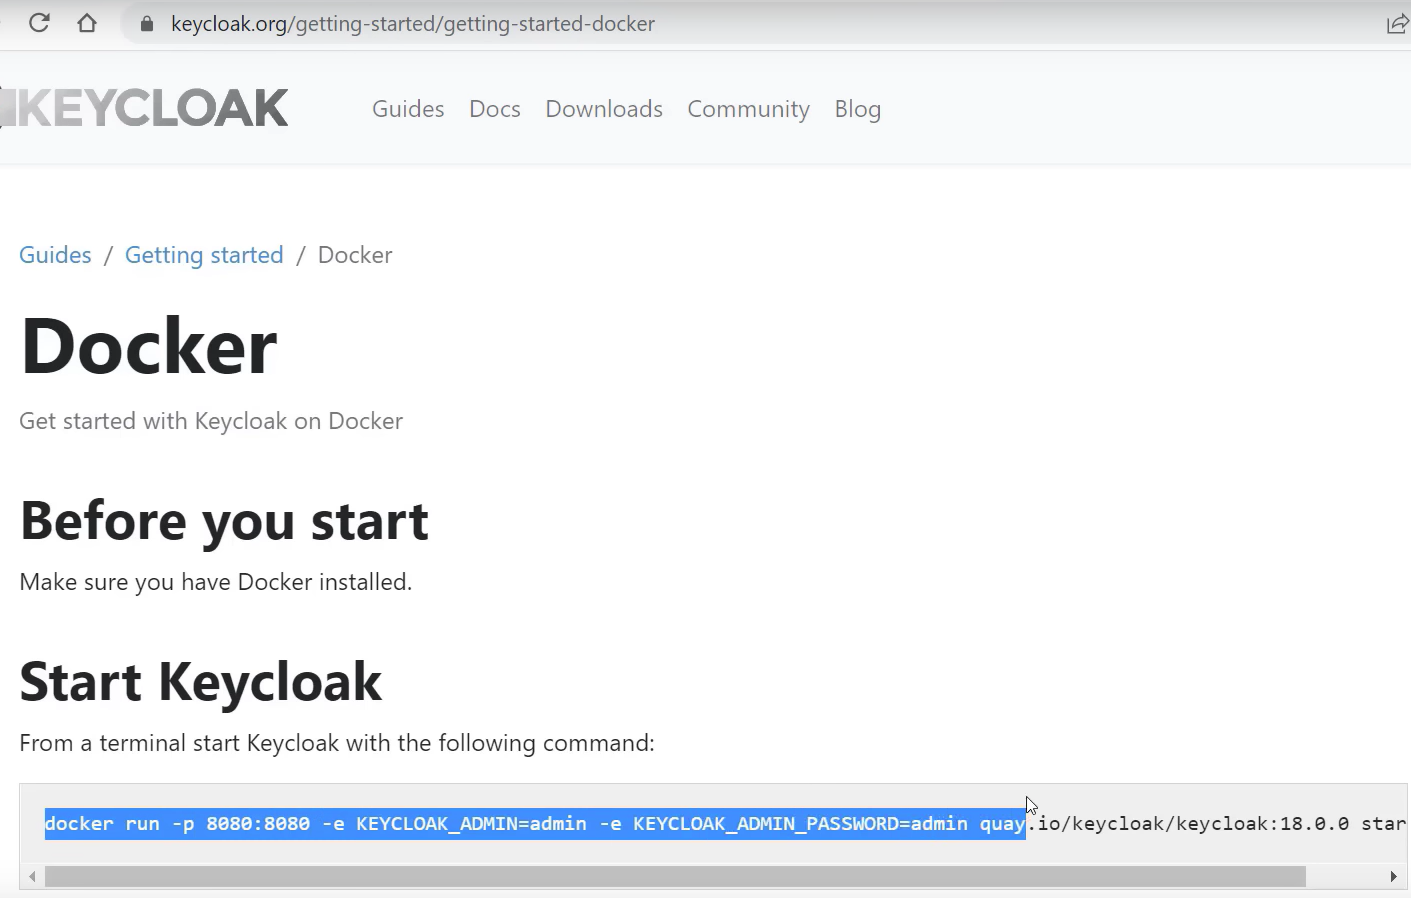 keycloak.org/getting-started/getting-started-docker
KEYCLOAK Guides Docs Downloads Community Blog
Guides / Getting started / Docker
Docker
Get started with Keycloak on Docker
Before you start
Make sure you have Docker installed.
Start Keycloak
From a terminal start Keycloak with the following command:
docker run -p 8080:8080 -e KEYCLOAK_ADMIN=admin -e KEYCLOAK_ADMIN_PASSWORD=admin quay.io/keycloak/keycloak:18.0.0 star